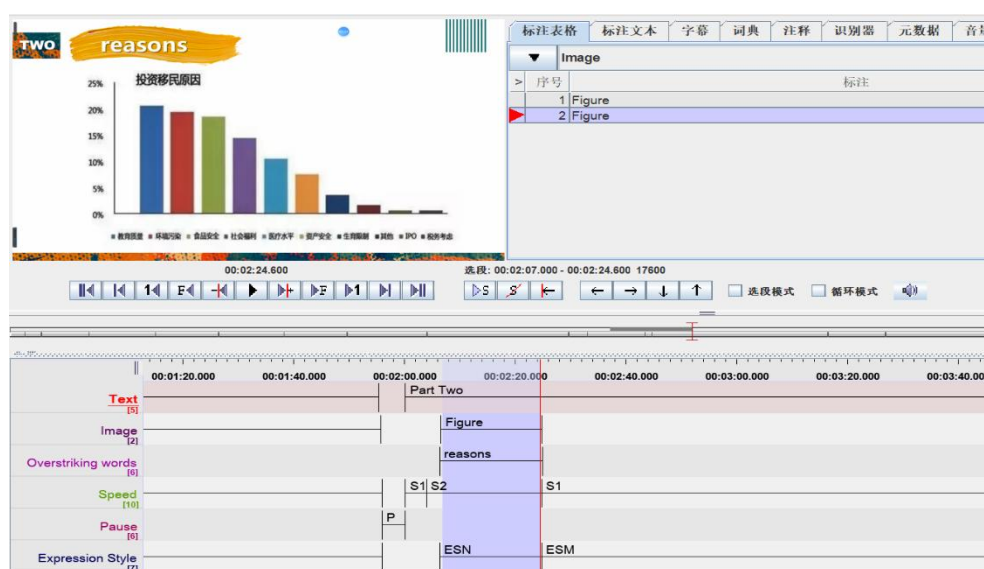 TWO
reasons
投资移民原因
25%
20%
15%
10%
5%
0%
教育质量 环境污染 食品安全 社会福利 医疗水平 资产安全 生育限制 其他 IPO 税务考虑
标注表格 标注文本 字幕 词典 注释 识别器 元数据
Image
> 序号 标注
1 Figure
2 Figure
00:02:24.600
选段: 00:02:07.000 - 00:02:24.600 17600
1 F F 1 S S
选段模式 循环模式
00:01:20.000 00:01:40.000 00:02:00.000 00:02:20.000 00:02:40.000 00:03:00.000 00:03:20.000 00:03:40.00
Text Part Two
[5]
Image Figure
[2]
Overstriking words reasons
[6]
Speed S1 S2 S1
[10]
Pause P
[6]
Expression Style ESN ESM
[7]